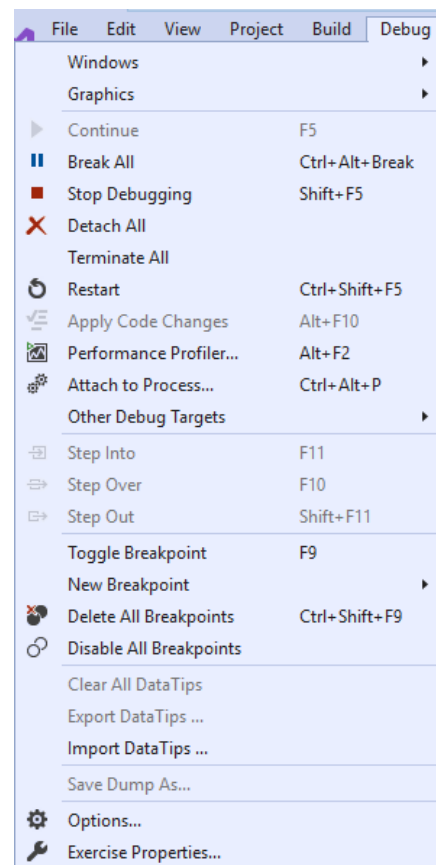 File Edit View Project Build Debug
Windows
Graphics
Continue F5
Break All Ctrl+Alt+Break
Stop Debugging Shift+F5
Detach All
Terminate All
Restart Ctrl+Shift+F5
Apply Code Changes Alt+F10
Performance Profiler... Alt+F2
Attach to Process... Ctrl+Alt+P
Other Debug Targets
Step Into F11
Step Over F10
Step Out Shift+F11
Toggle Breakpoint F9
New Breakpoint
Delete All Breakpoints Ctrl+Shift+F9
Disable All Breakpoints
Clear All DataTips
Export DataTips ...
Import DataTips ...
Save Dump As...
Options...
Exercise Properties...